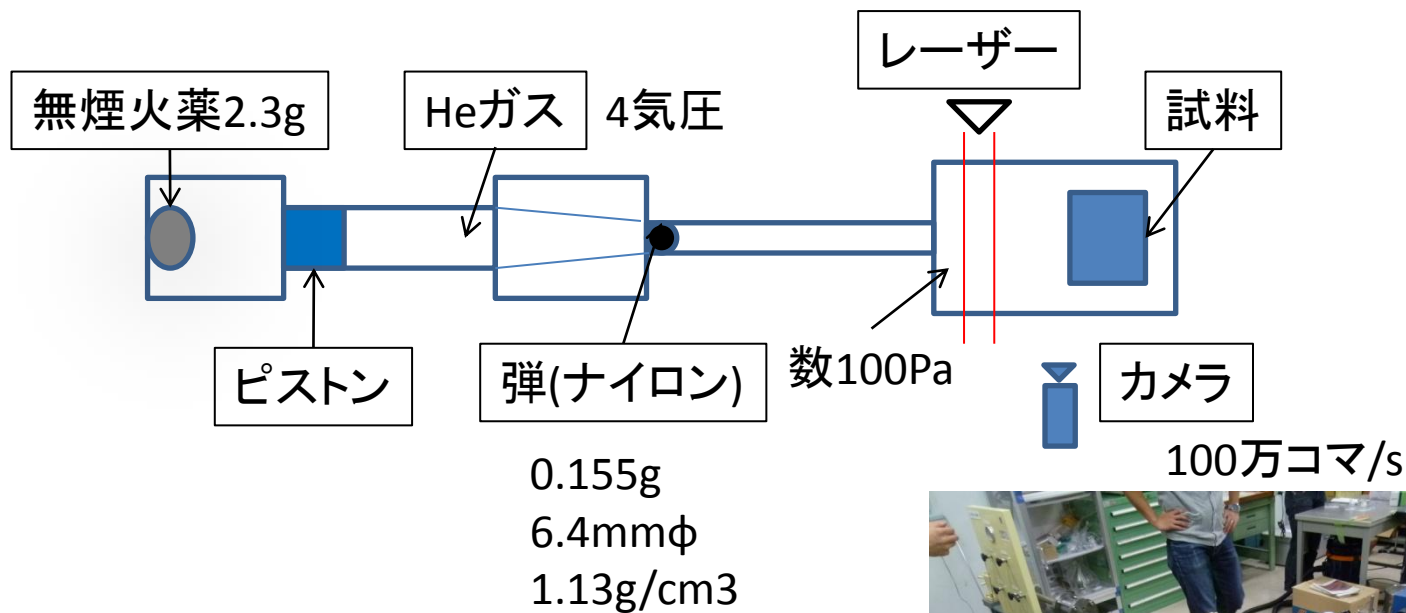 レーザー
無煙火薬2.3g
Heガス
4気圧
試料
ピストン
弾(ナイロン)
数100Pa
カメラ
100万コマ/s
0.155g
6.4mmφ
1.13g/cm3